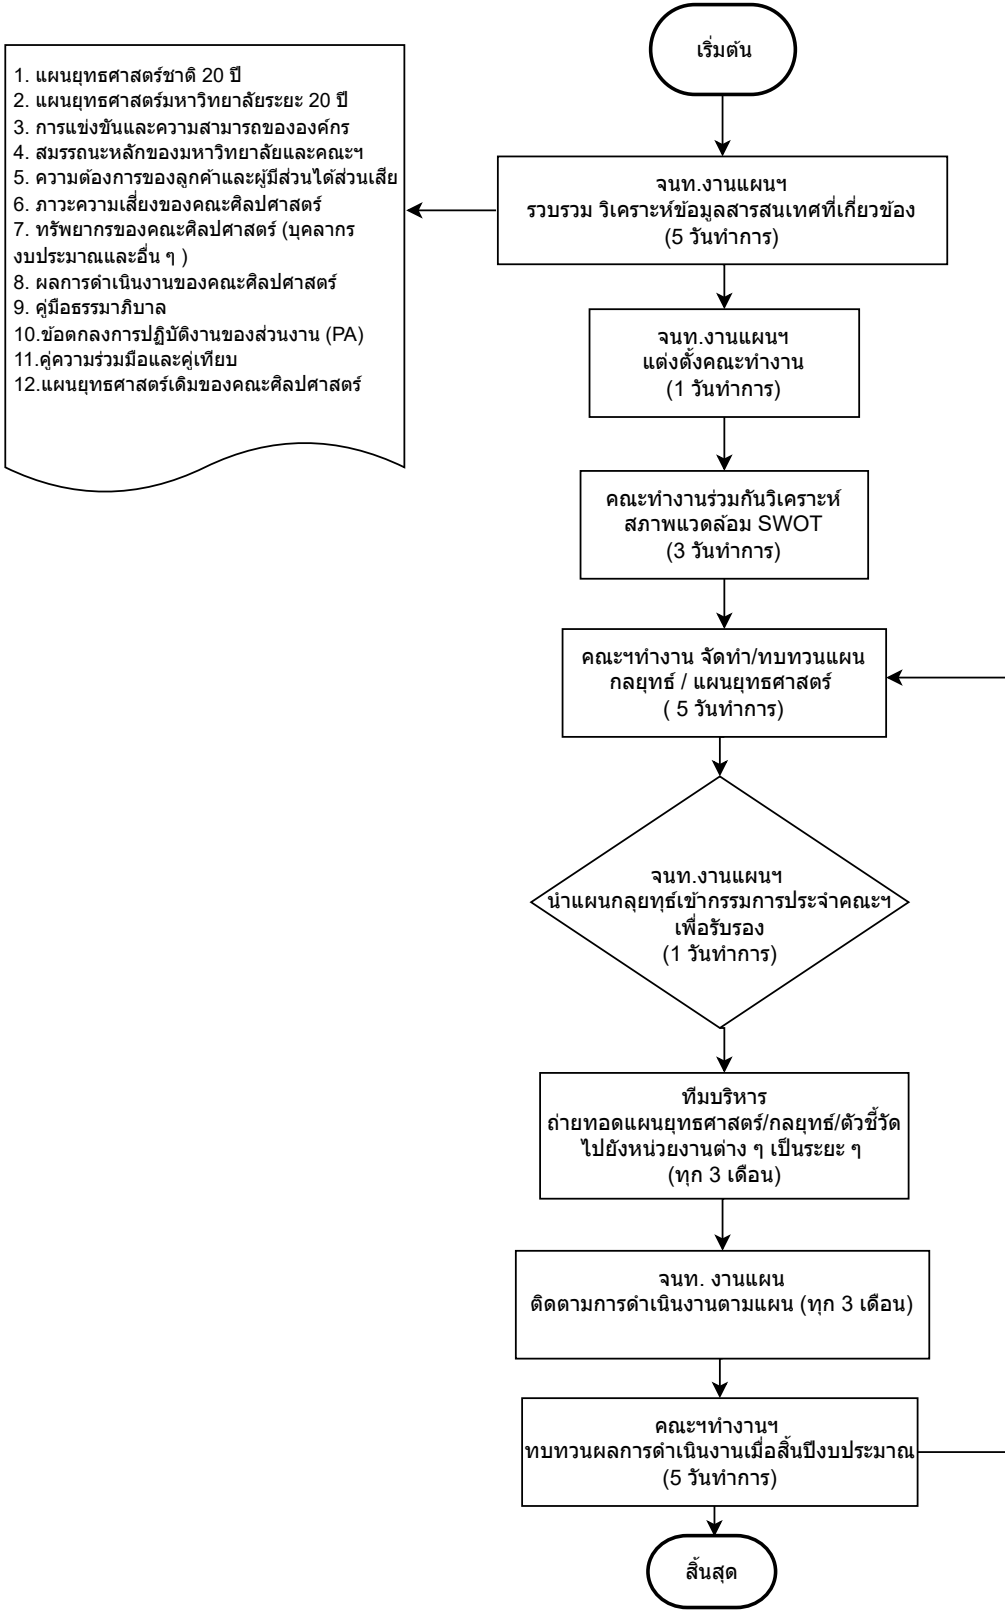 เริ่มต้น
1. แผนยุทธศาสตร์ชาติ 20 ปี
2. แผนยุทธศาสตร์มหาวิทยาลัยระยะ 20 ปี
3. การแข่งขันและความสามารถขององค์กร
4. สมรรถนะหลักของมหาวิทยาลัยและคณะฯ
5. ความต้องการของลูกค้าและผู้มีส่วนได้ส่วนเสีย
6. ภาวะความเสี่ยงของคณะศิลปศาสตร์
7. ทรัพยากรของคณะศิลปศาสตร์ (บุคลากร
งบประมาณและอื่น ๆ )
8. ผลการดำเนินงานของคณะศิลปศาสตร์
9. คู่มือธรรมาภิบาล
10.ข้อตกลงการปฏิบัติงานของส่วนงาน (PA)
11.คู่ความร่วมมือและคู่เทียบ
12.แผนยุทธศาสตร์เดิมของคณะศิลปศาสตร์
จนท.งานแผนฯ
รวบรวม วิเคราะห์ข้อมูลสารสนเทศที่เกี่ยวข้อง
(5 วันทำการ)
จนท.งานแผนฯ
แต่งตั้งคณะทำงาน
(1 วันทำการ)
คณะทำงานร่วมกันวิเคราะห์
สภาพแวดล้อม SWOT
(3 วันทำการ)
คณะฯทำงาน จัดทำ/ทบทวนแผน
กลยุทธ์ / แผนยุทธศาสตร์
( 5 วันทำการ)
จนท.งานแผนฯ
นำแผนกลุยทุธ์เข้ากรรมการประจำคณะฯ
เพื่อรับรอง
(1 วันทำการ)
ทีมบริหาร
ถ่ายทอดแผนยุทธศาสตร์/กลยุทธ์/ตัวชี้วัด
ไปยังหน่วยงานต่าง ๆ เป็นระยะ ๆ
(ทุก 3 เดือน)
จนท. งานแผน
ติดตามการดำเนินงานตามแผน (ทุก 3 เดือน)
คณะฯทำงานฯ
ทบทวนผลการดำเนินงานเมื่อสิ้นปีงบประมาณ
(5 วันทำการ)
สิ้นสุด